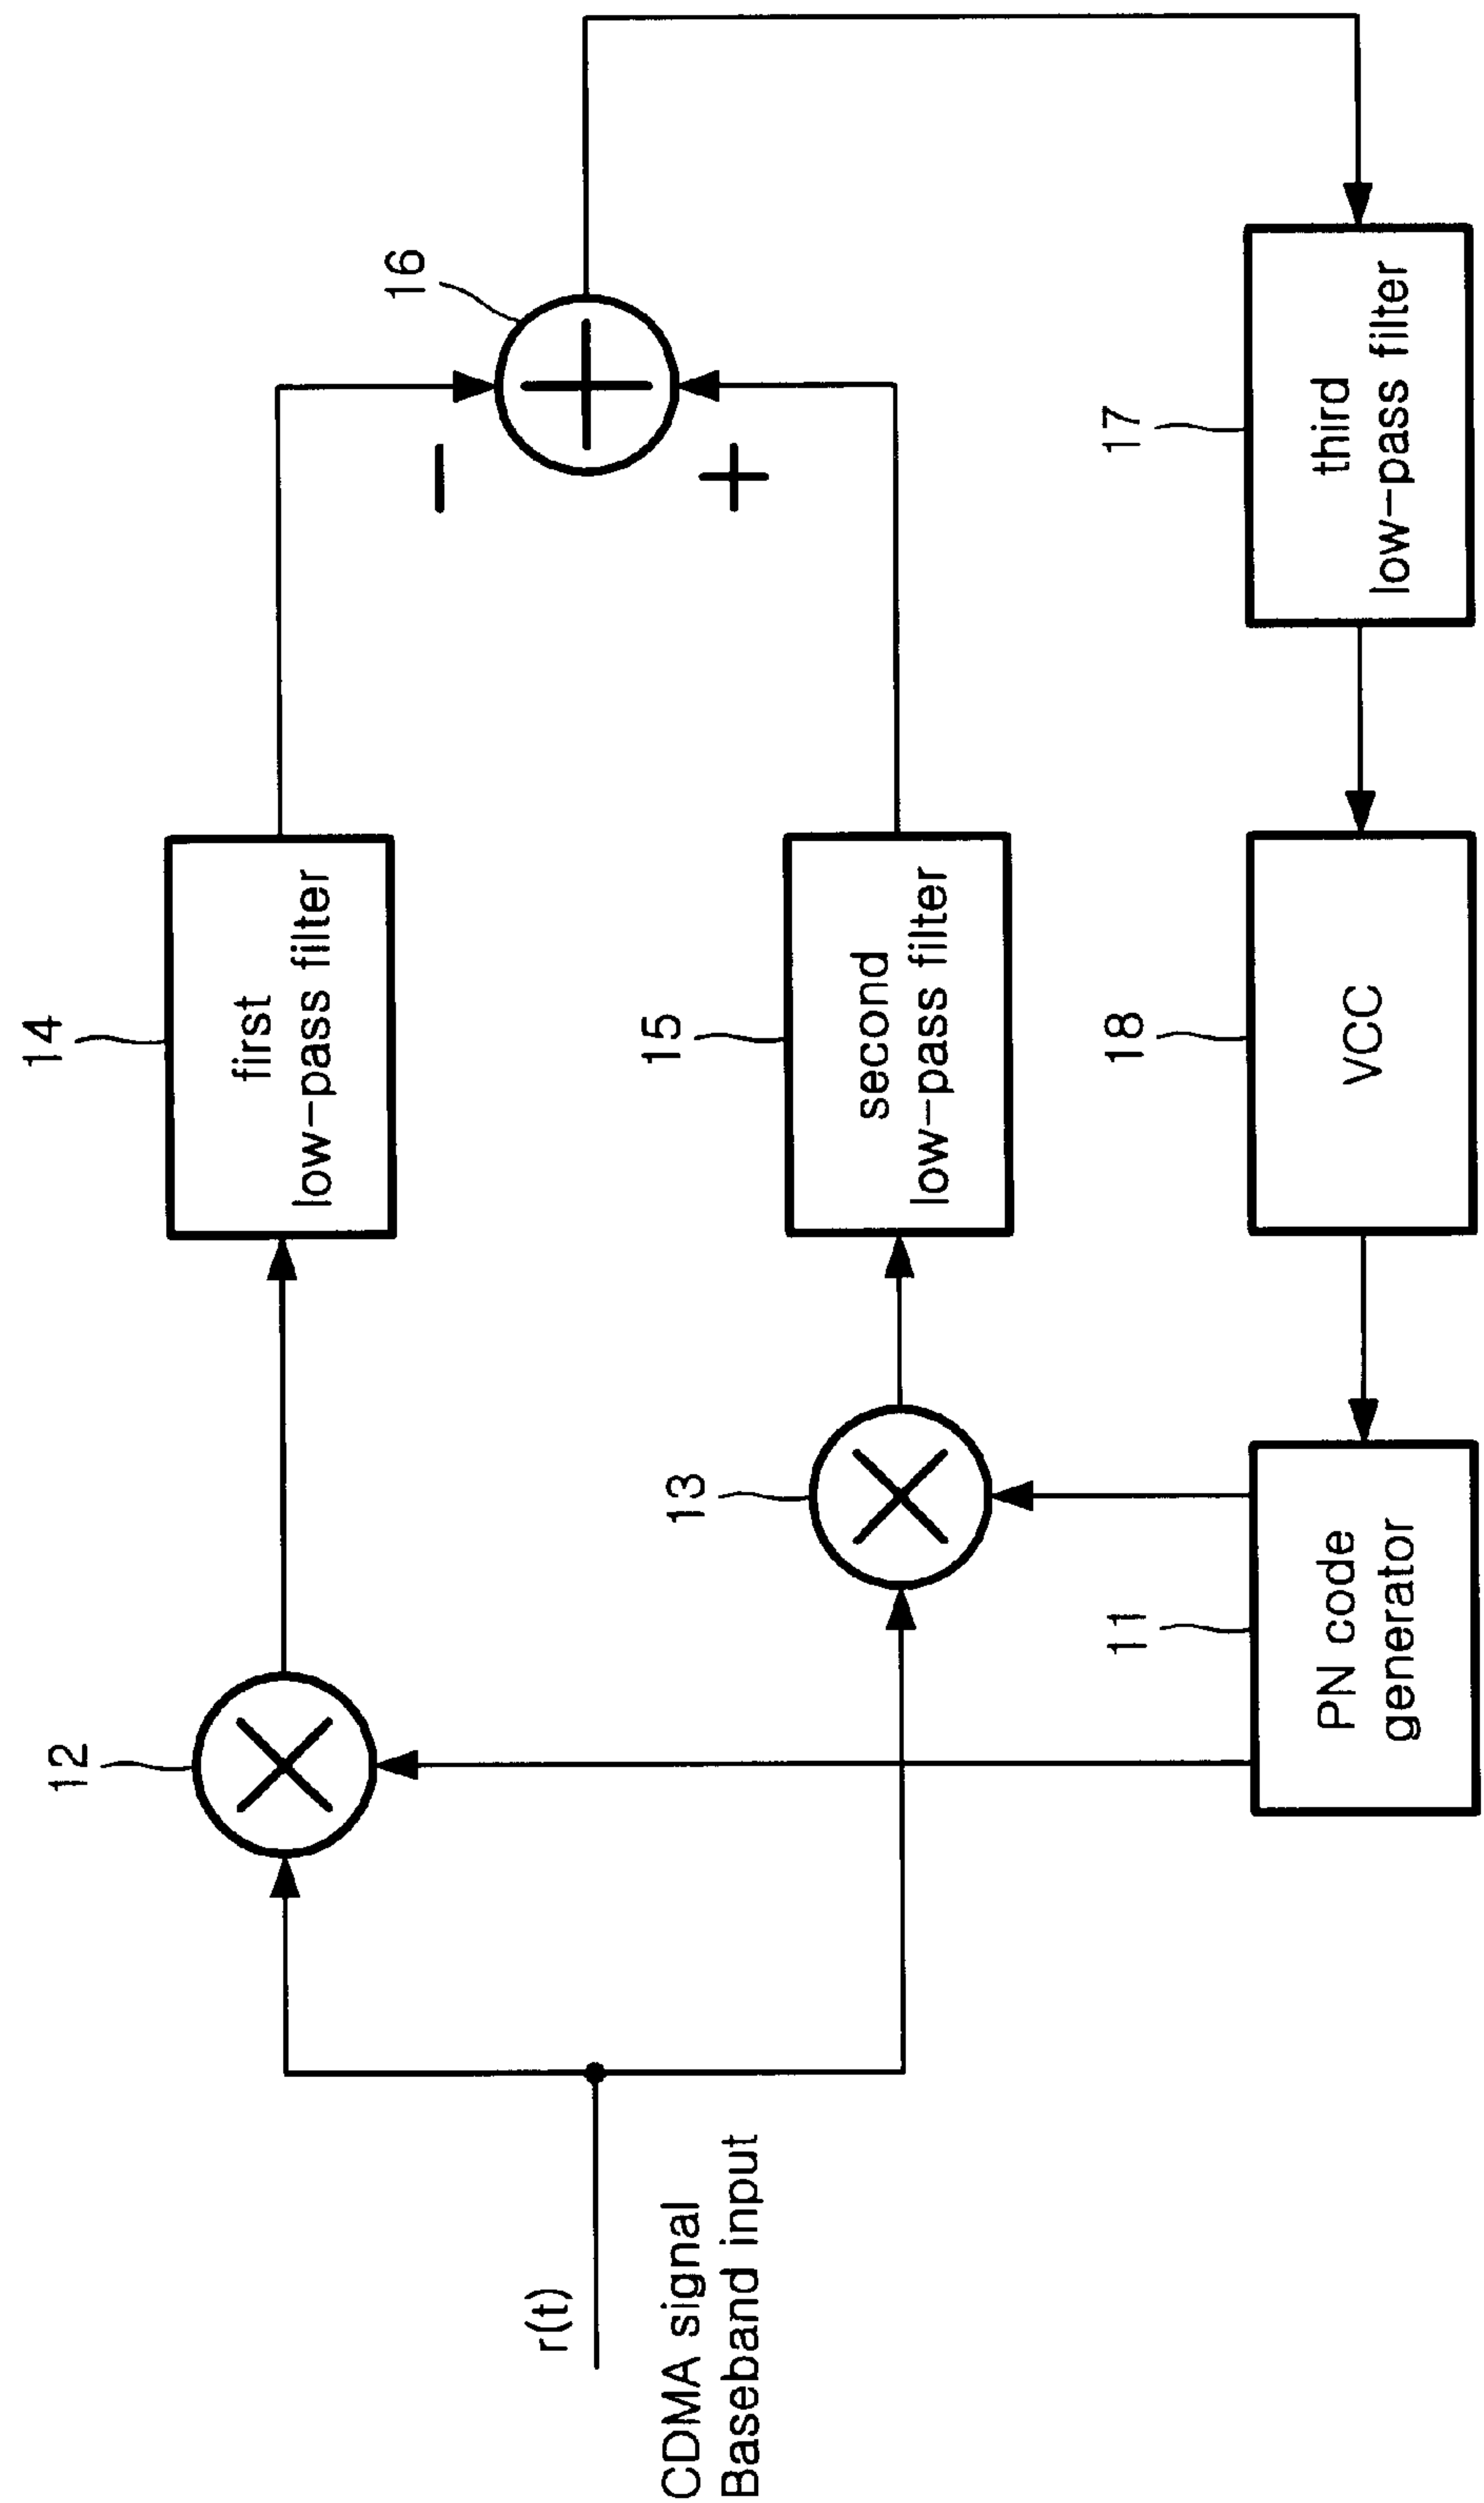 14
first
low-pass filter
16
−
+
12
r(t)
CDMA signal
Baseband input
13
15
second
low-pass filter
11
PN code
generator
18
VCC
17
third
low-pass filter